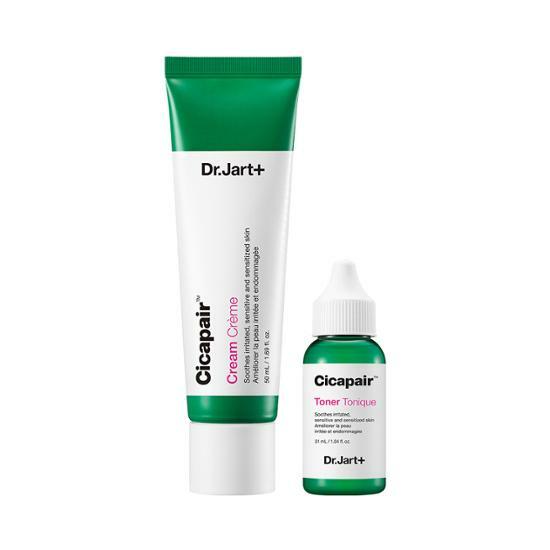 Dr.Jart+
Cicapair™
Cream Crème
Soothes irritated, sensitive and sensitized skin
Améliorer la peau irritée et endommagée
50 mL / 1.69 fl. oz.
Cicapair™
Toner Tonique
Soothes irritated,
sensitive and sensitized skin
Améliorer la peau
irritée et endommagée
31 mL / 1.04 fl. oz.
Dr.Jart+